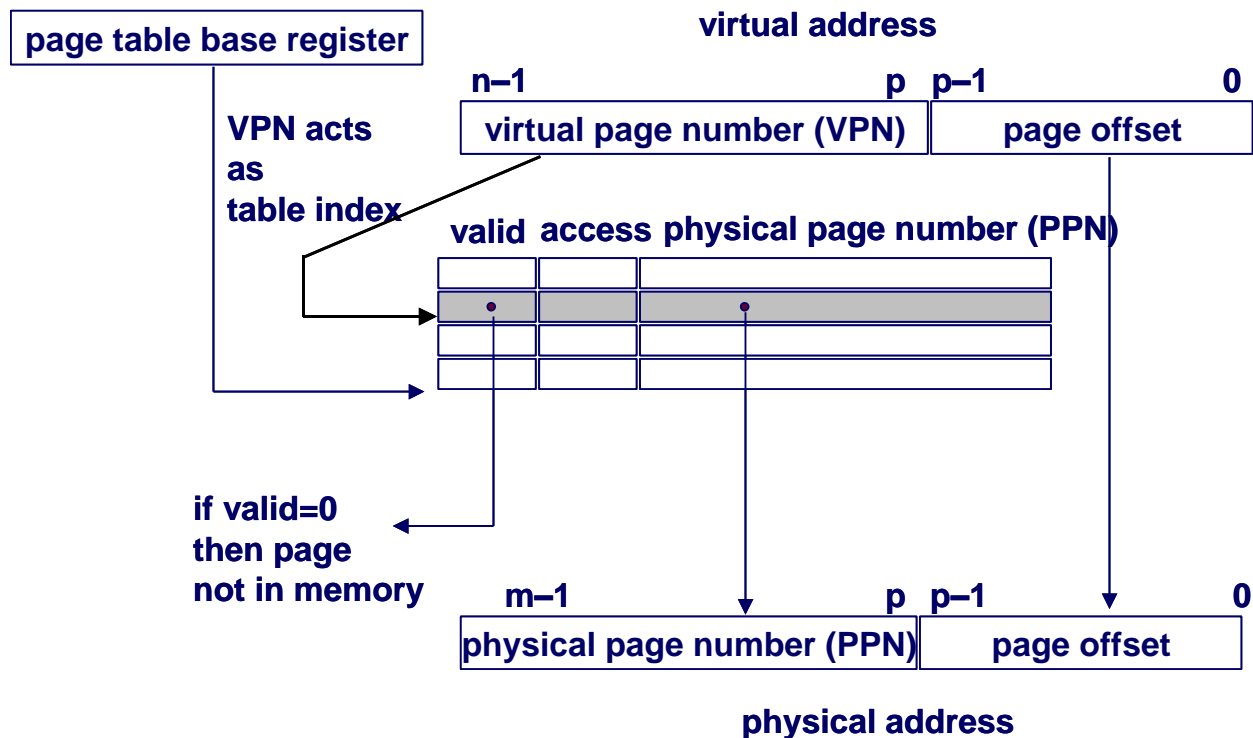 page table base register
virtual address
n–1 p p–1 0
virtual page number (VPN) page offset
VPN acts
as
table index
valid access physical page number (PPN)
if valid=0
then page
not in memory
m–1 p p–1 0
physical page number (PPN) page offset
physical address